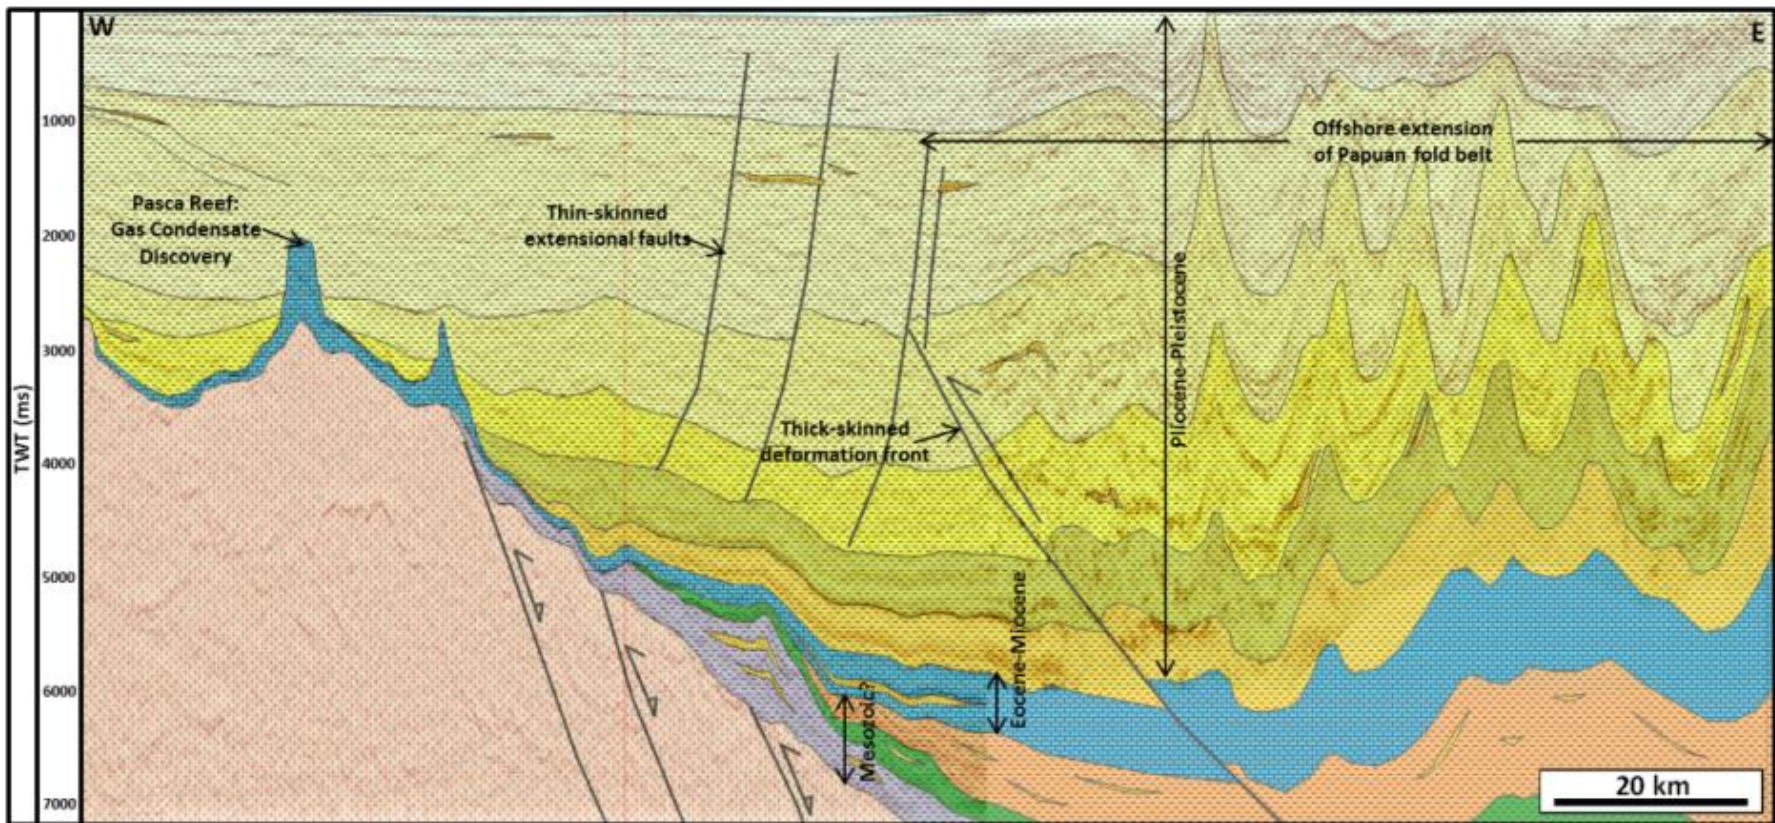 W
E
1000
Offshore extension
of Papuan fold belt
Pasca Reef:
Gas Condensate
Discovery
2000
Thin-skinned
extensional faults
Pliocene-Pleistocene
3000
TWT (ms)
4000
Thick-skinned
deformation front
5000
Eocene-Miocene
6000
Mesozoic?
7000
20 km